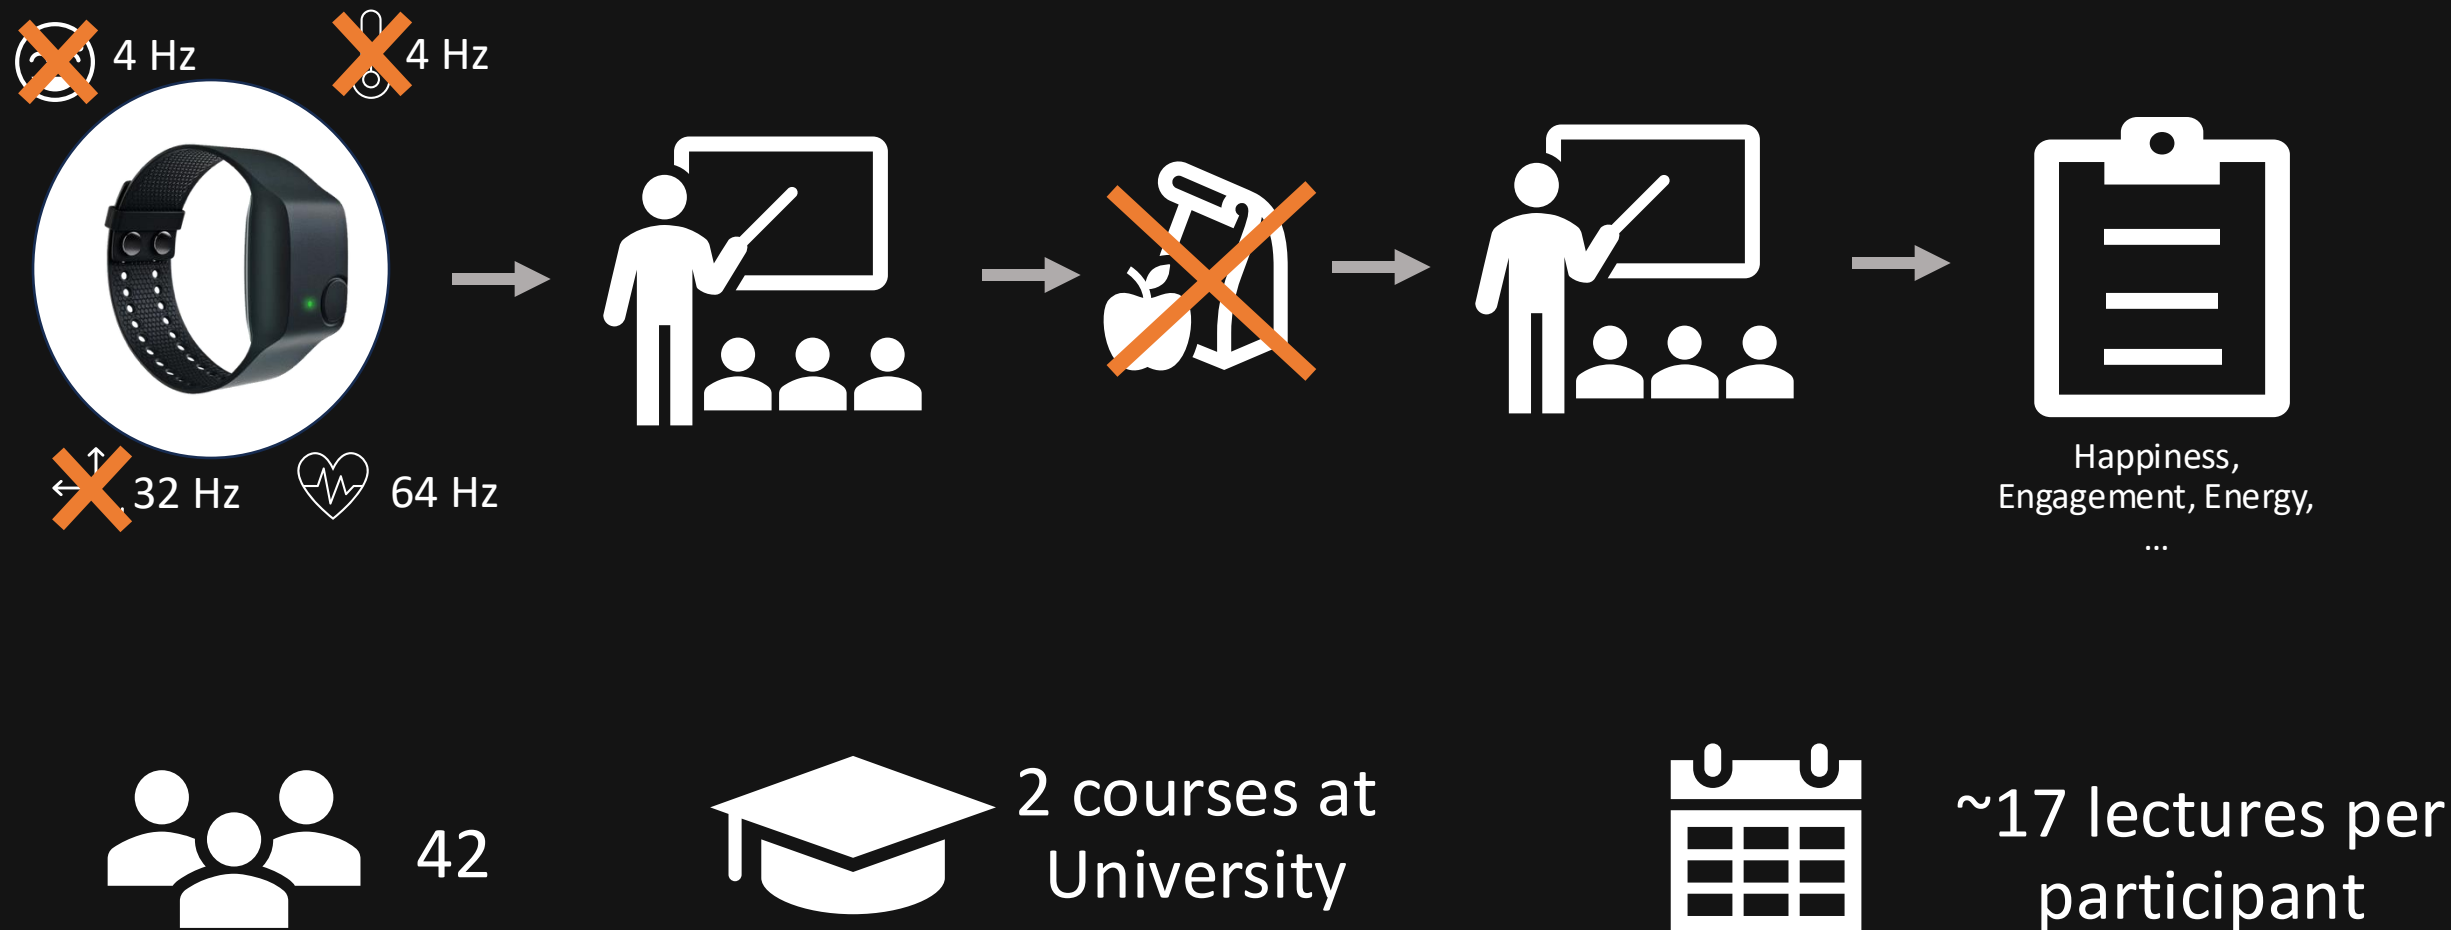 4 Hz
4 Hz
32 Hz
64 Hz
Happiness,
Engagement, Energy,
...
42
2 courses at
University
~17 lectures per
participant